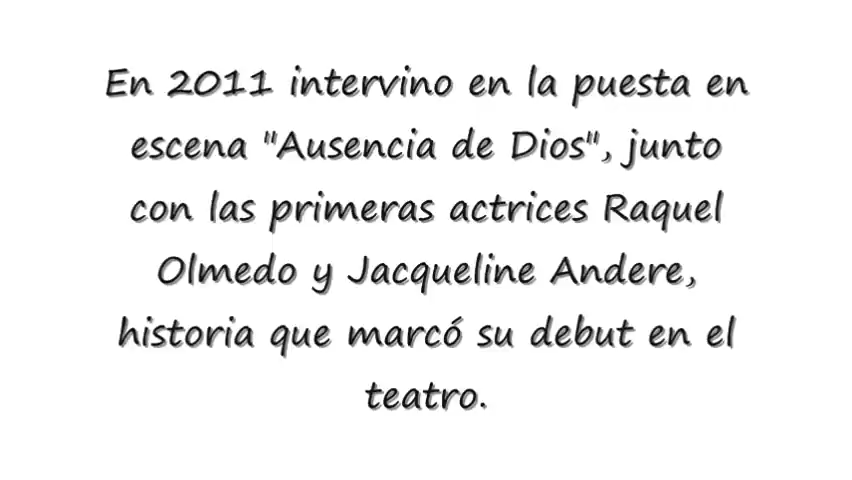 En 2011 intervino en la puesta en
escena "Ausencia de Dios", junto
con las primeras actrices Raquel
Olmedo y Jacqueline Andere,
historia que marcó su debut en el
teatro.